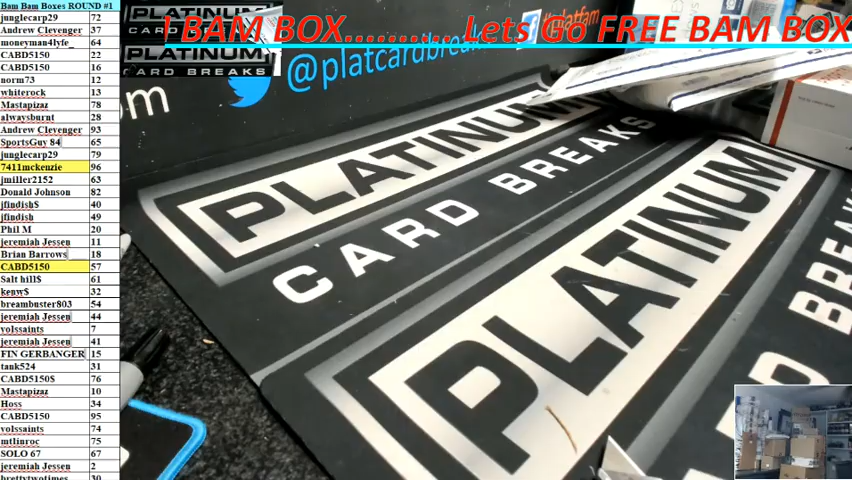 Bam Bam Boxes ROUND #1
junglecarp29 72
Andrew Clevenger 37
moneyman4lyfe_ 64
CABD5150 22
CABD5150 16
norm73 12
whiterock 13
Mastapizaz 78
alwaysburnt 28
Andrew Clevenger 93
SportsGuy 84 65
junglecarp29 79
7411mckenzie 96
jmiller2152 63
Donald Johnson 82
jfindish$ 40
jfindish 49
Phil M 20
jeremiah Jessen 11
Brian Barrows 18
CABD5150 57
Salt hill$ 61
kenw$ 32
breambuster803 54
jeremiah Jessen 44
volssaints 7
jeremiah Jessen 41
FIN GERBANGER 15
tank524 31
CABD5150$ 76
Mastapizaz 10
Hoss 34
CABD5150 95
volssaints 74
mtlinroc 75
SOLO 67 67
jeremiah Jessen 2
brettytwotimes 30
! BAM BOX........... Lets Go FREE BAM BOX
PLATINUM
CARD BREAKS
PLATINUM
CARD BREAKS
@platcardbreaks
/platfam
om
PLATINUM
CARD BREAKS
PLATINUM
CARD BREA